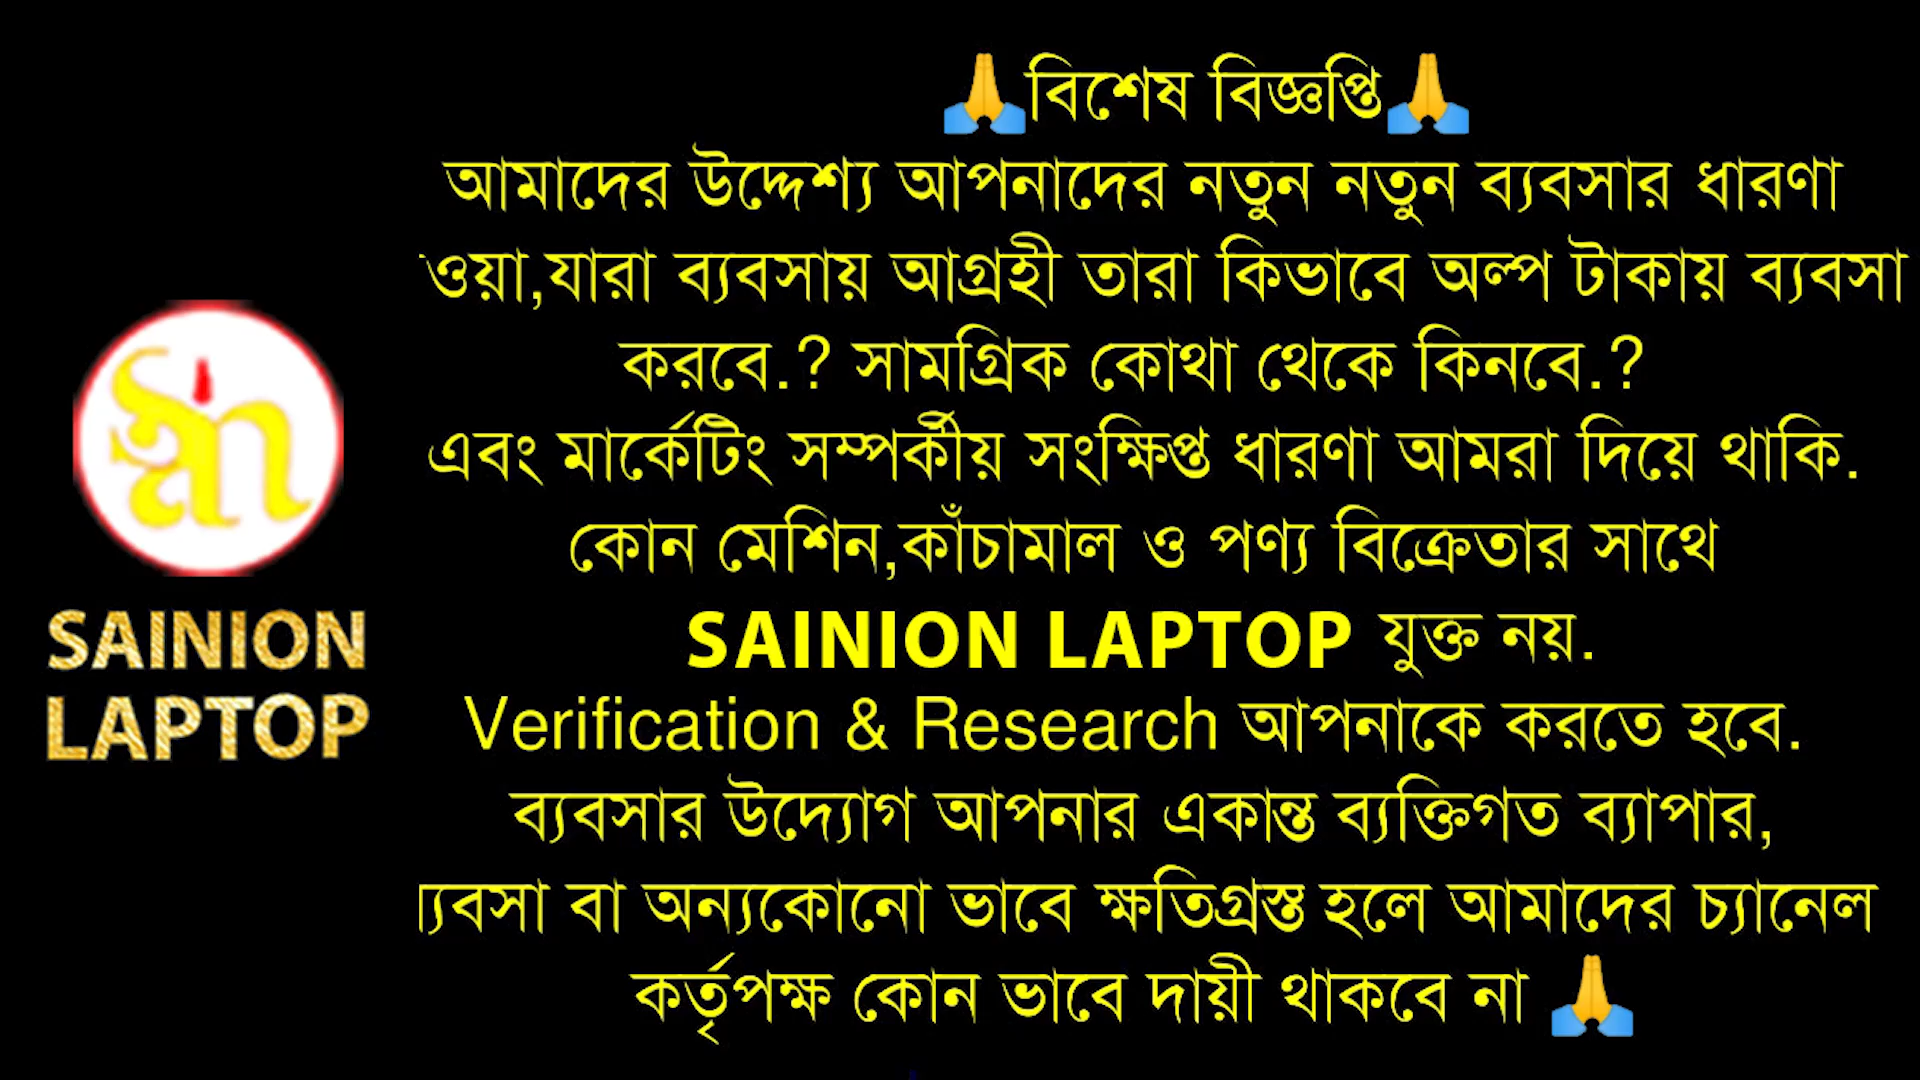 SAINION
LAPTOP
🙏বিশেষ বিজ্ঞপ্তি🙏
আমাদের উদ্দেশ্য আপনাদের নতুন নতুন ব্যবসার ধারণা
ওয়া,যারা ব্যবসায় আগ্রহী তারা কিভাবে অল্প টাকায় ব্যবসা
করবে.? সামগ্রিক কোথা থেকে কিনবে.?
এবং মার্কেটিং সম্পর্কীয় সংক্ষিপ্ত ধারণা আমরা দিয়ে থাকি.
কোন মেশিন,কাঁচামাল ও পণ্য বিক্রেতার সাথে
SAINION LAPTOP যুক্ত নয়.
Verification & Research আপনাকে করতে হবে.
ব্যবসার উদ্যোগ আপনার একান্ত ব্যক্তিগত ব্যাপার,
্যবসা বা অন্যকোনো ভাবে ক্ষতিগ্রস্ত হলে আমাদের চ্যানেল
কর্তৃপক্ষ কোন ভাবে দায়ী থাকবে না 🙏